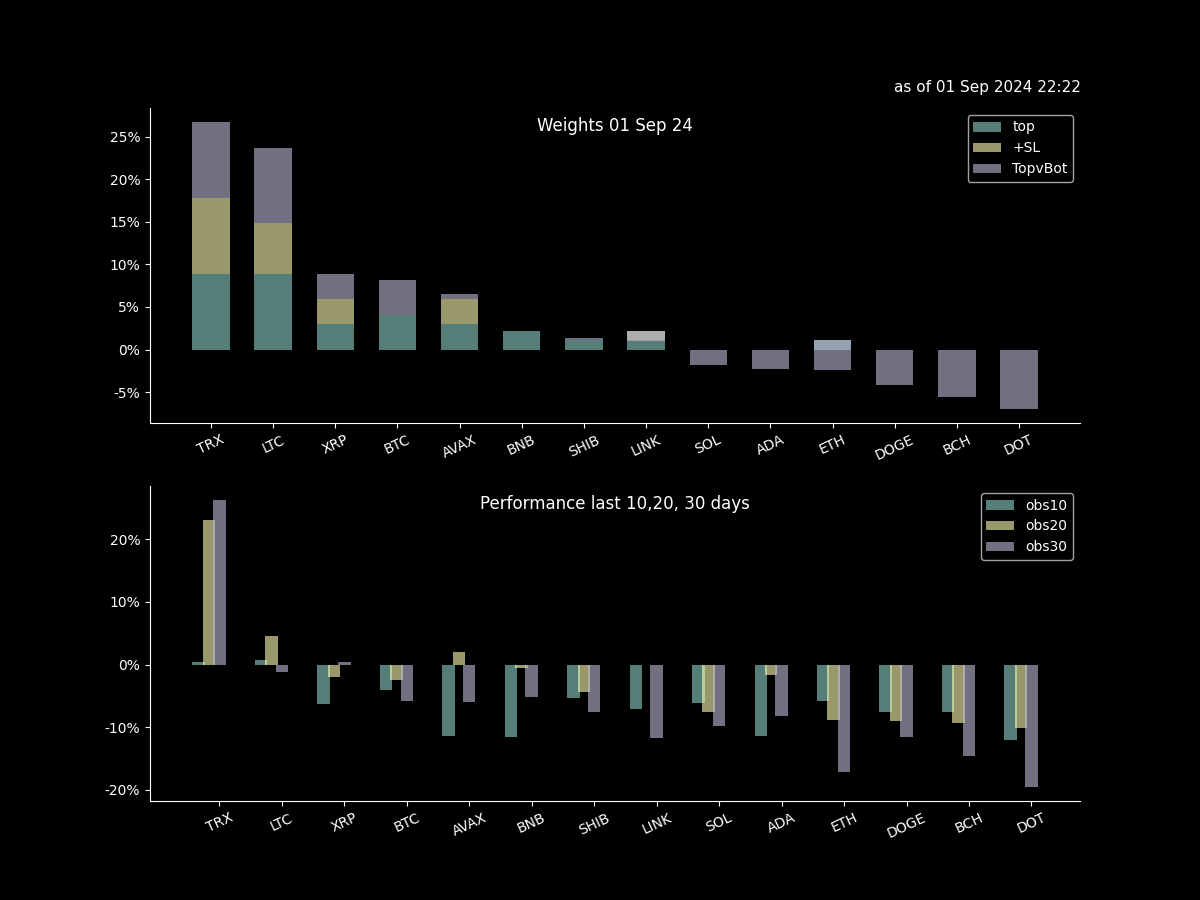 as of 01 Sep 2024 22:22
Weights 01 Sep 24
top
+SL
TopvBot
25%
20%
15%
10%
5%
0%
-5%
TRX LTC XRP BTC AVAX BNB SHIB LINK SOL ADA ETH DOGE BCH DOT
Performance last 10,20, 30 days
obs10
obs20
obs30
20%
10%
0%
-10%
-20%
TRX LTC XRP BTC AVAX BNB SHIB LINK SOL ADA ETH DOGE BCH DOT